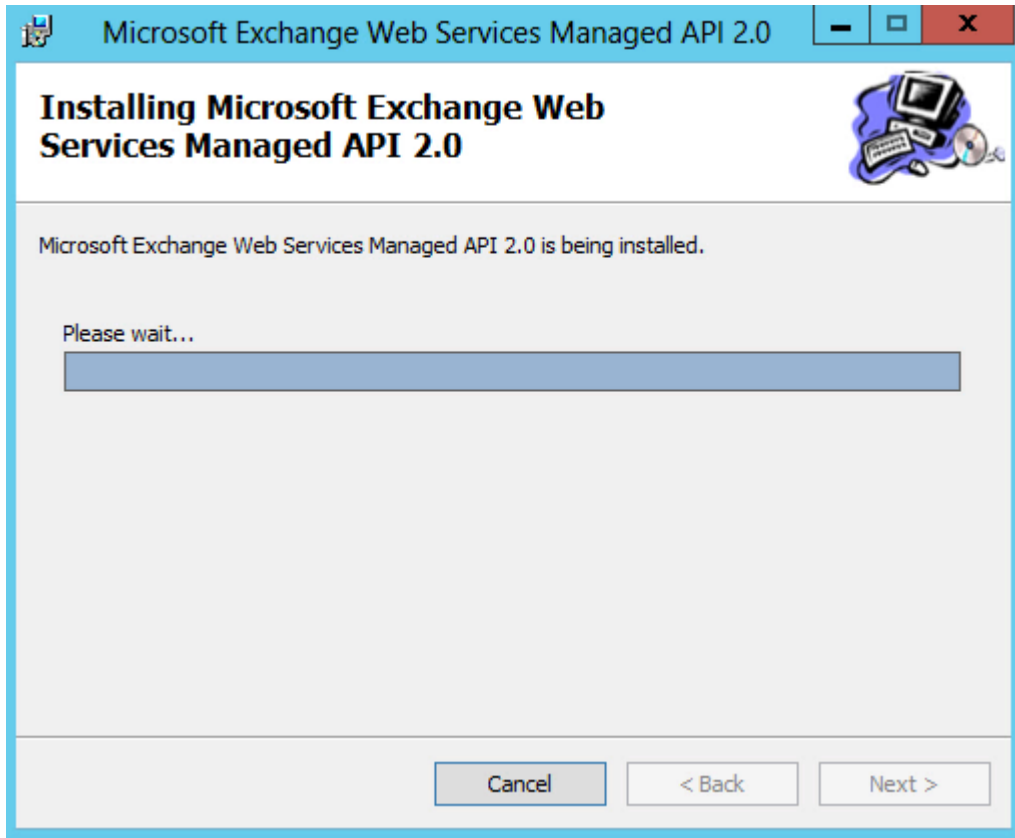 Microsoft Exchange Web Services Managed API 2.0
Installing Microsoft Exchange Web
Services Managed API 2.0
Microsoft Exchange Web Services Managed API 2.0 is being installed.
Please wait...
Cancel
< Back
Next >